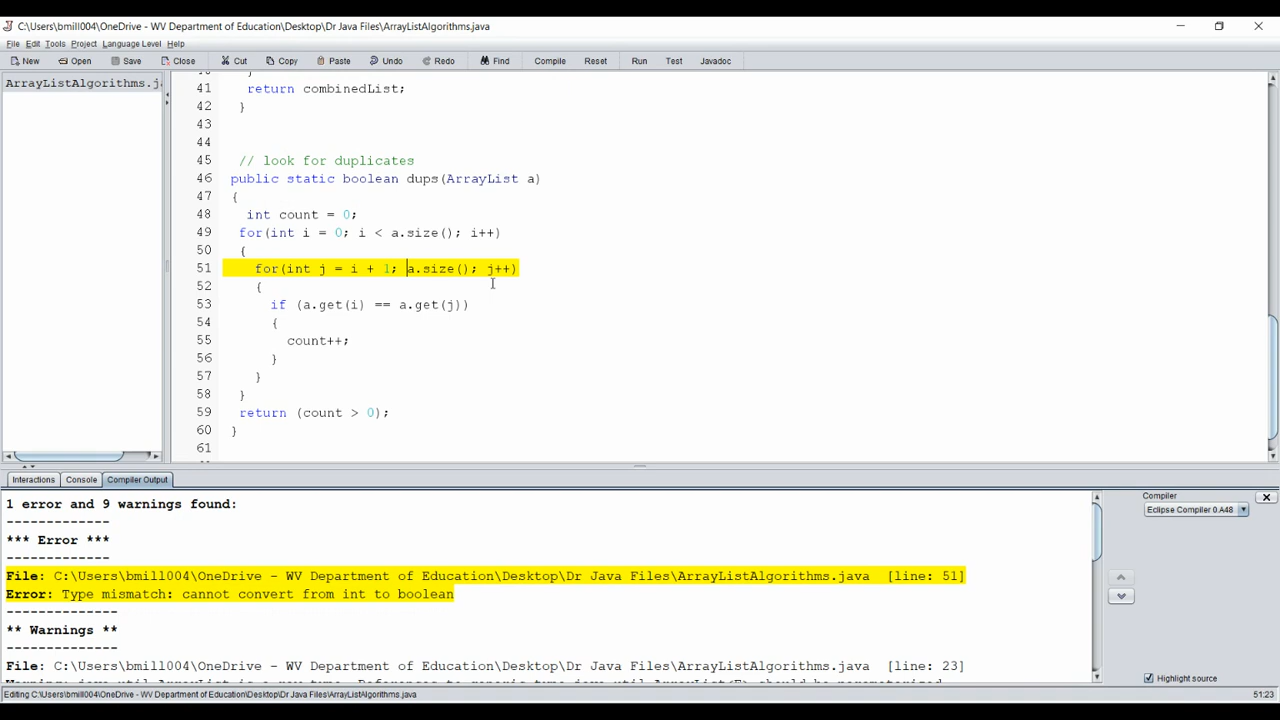 C:\Users\bmill004\OneDrive - WV Department of Education\Desktop\Dr Java Files\ArrayListAlgorithms.java
File Edit Tools Project Language Level Help
New Open Save Close Cut Copy Paste Undo Redo Find Compile Reset Run Test Javadoc
ArrayListAlgorithms.ja
41 return combinedList;
42 }
43
44
45 // look for duplicates
46 public static boolean dups(ArrayList a)
47 {
48 int count = 0;
49 for(int i = 0; i < a.size(); i++)
50 {
51 for(int j = i + 1; a.size(); j++)
52 {
53 if (a.get(i) == a.get(j))
54 {
55 count++;
56 }
57 }
58 }
59 return (count > 0);
60 }
61
Interactions Console Compiler Output
1 error and 9 warnings found:
-------------
*** Error ***
-------------
File: C:\Users\bmill004\OneDrive - WV Department of Education\Desktop\Dr Java Files\ArrayListAlgorithms.java [line: 51]
Error: Type mismatch: cannot convert from int to boolean
--------------
** Warnings **
--------------
File: C:\Users\bmill004\OneDrive - WV Department of Education\Desktop\Dr Java Files\ArrayListAlgorithms.java [line: 23]
Compiler
Eclipse Compiler 0.A48
Highlight source
Editing C:\Users\bmill004\OneDrive - WV Department of Education\Desktop\Dr Java Files\ArrayListAlgorithms.java
51:23